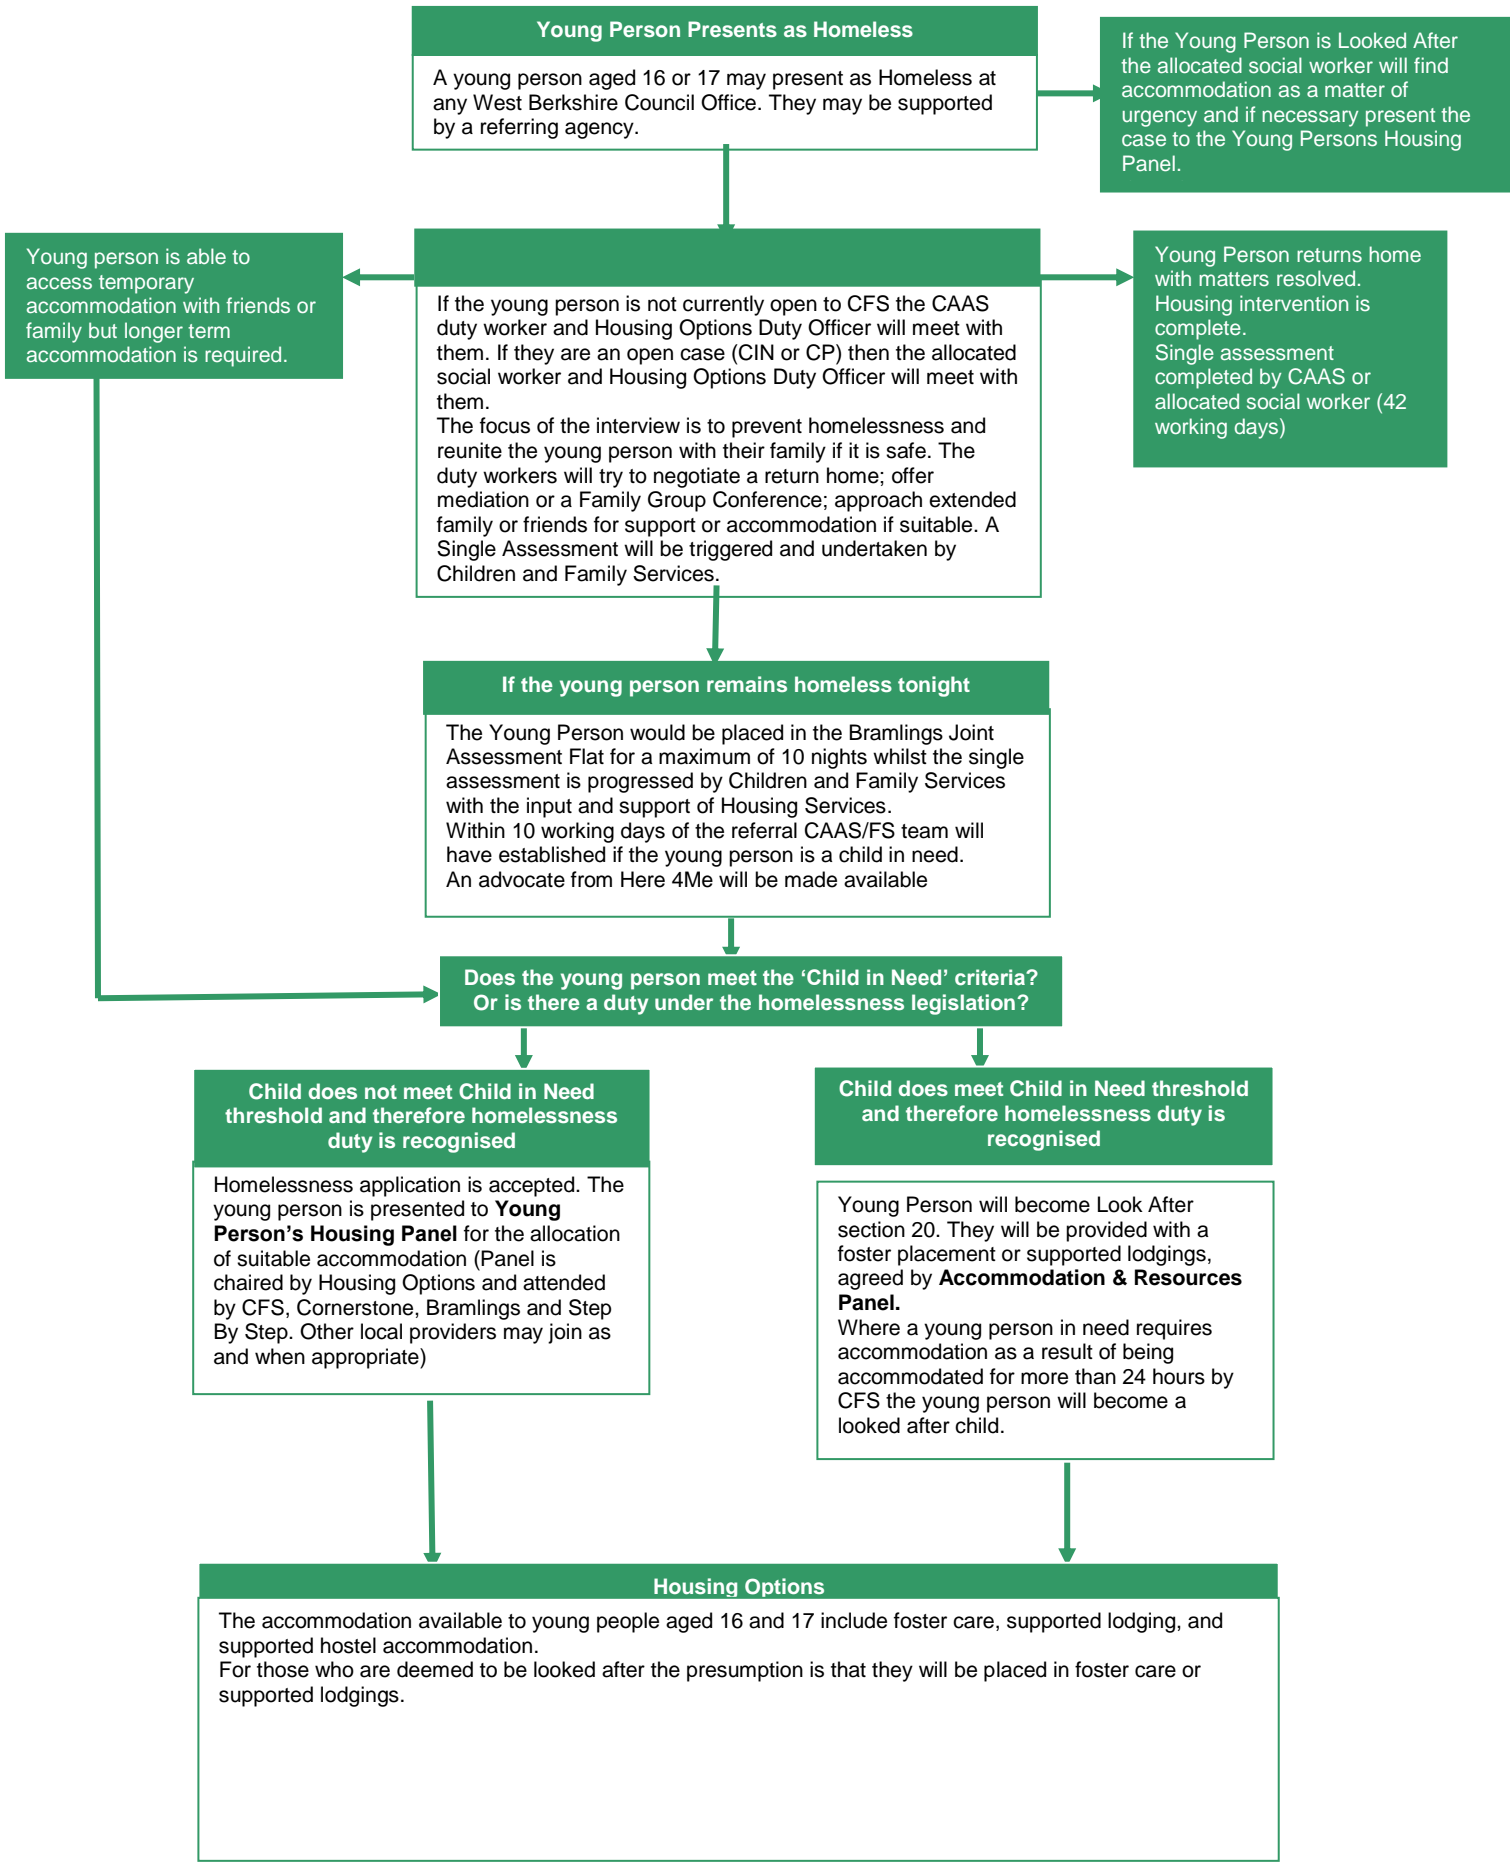 Young Person Presents as Homeless
A young person aged 16 or 17 may present as Homeless at
any West Berkshire Council Office. They may be supported
by a referring agency.
If the Young Person is Looked After
the allocated social worker will find
accommodation as a matter of
urgency and if necessary present the
case to the Young Persons Housing
Panel.
Young person is able to
access temporary
accommodation with friends or
family but longer term
accommodation is required.
If the young person is not currently open to CFS the CAAS
duty worker and Housing Options Duty Officer will meet with
them. If they are an open case (CIN or CP) then the allocated
social worker and Housing Options Duty Officer will meet with
them.
The focus of the interview is to prevent homelessness and
reunite the young person with their family if it is safe. The
duty workers will try to negotiate a return home; offer
mediation or a Family Group Conference; approach extended
family or friends for support or accommodation if suitable. A
Single Assessment will be triggered and undertaken by
Children and Family Services.
Young Person returns home
with matters resolved.
Housing intervention is
complete.
Single assessment
completed by CAAS or
allocated social worker (42
working days)
If the young person remains homeless tonight
The Young Person would be placed in the Bramlings Joint
Assessment Flat for a maximum of 10 nights whilst the single
assessment is progressed by Children and Family Services
with the input and support of Housing Services.
Within 10 working days of the referral CAAS/FS team will
have established if the young person is a child in need.
An advocate from Here 4Me will be made available
Does the young person meet the ‘Child in Need’ criteria?
Or is there a duty under the homelessness legislation?
Child does not meet Child in Need
threshold and therefore homelessness
duty is recognised
Homelessness application is accepted. The
young person is presented to Young
Person’s Housing Panel for the allocation
of suitable accommodation (Panel is
chaired by Housing Options and attended
by CFS, Cornerstone, Bramlings and Step
By Step. Other local providers may join as
and when appropriate)
Child does meet Child in Need threshold
and therefore homelessness duty is
recognised
Young Person will become Look After
section 20. They will be provided with a
foster placement or supported lodgings,
agreed by Accommodation & Resources
Panel.
Where a young person in need requires
accommodation as a result of being
accommodated for more than 24 hours by
CFS the young person will become a
looked after child.
Housing Options
The accommodation available to young people aged 16 and 17 include foster care, supported lodging, and
supported hostel accommodation.
For those who are deemed to be looked after the presumption is that they will be placed in foster care or
supported lodgings.